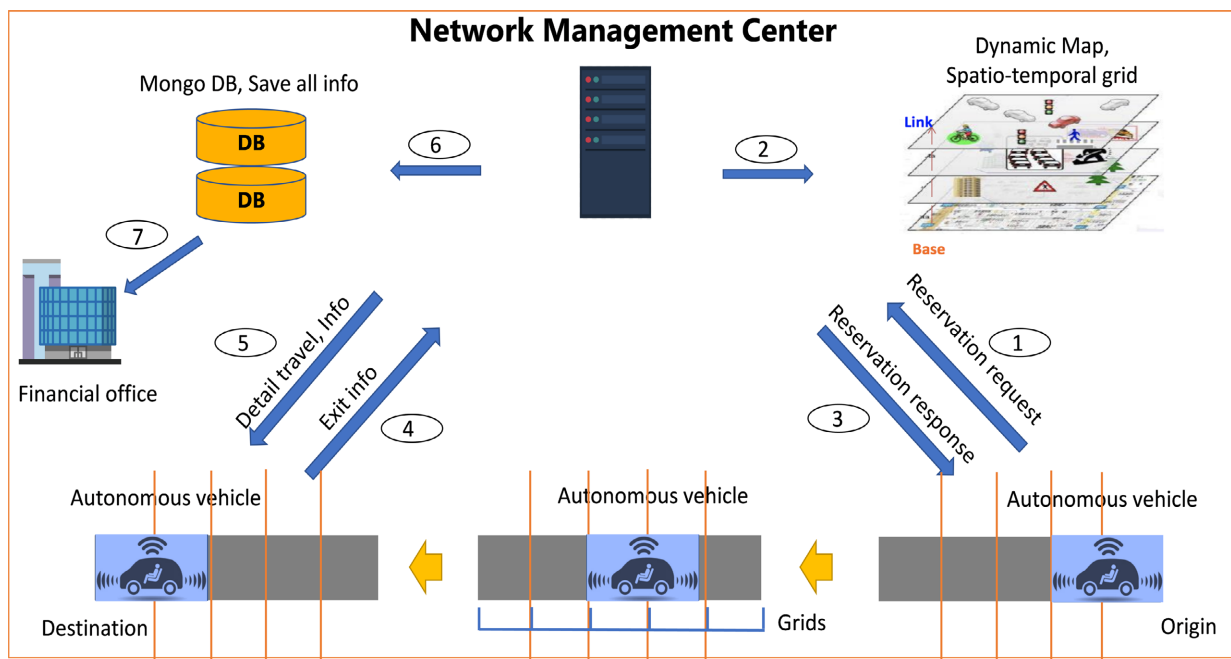 Network Management Center
Dynamic Map,
Spatio-temporal grid
Mongo DB, Save all info
DB
DB
6
2
Link
Base
7
Financial office
5
Detail travel, Info
Exit info
4
Reservation response
3
Reservation request
1
Autonomous vehicle
Autonomous vehicle
Autonomous vehicle
Destination
Grids
Origin